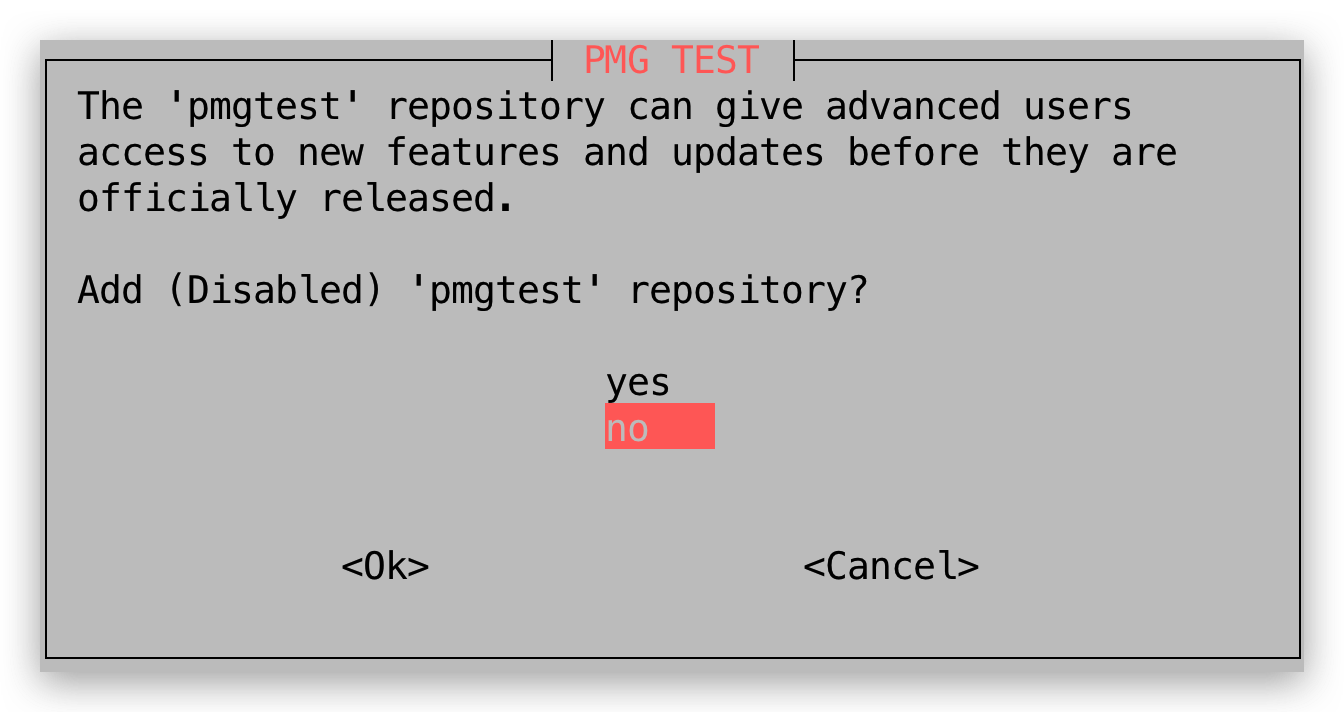 PMG TEST
The 'pmgtest' repository can give advanced users
access to new features and updates before they are
officially released.
Add (Disabled) 'pmgtest' repository?
yes
no
<Ok> <Cancel>